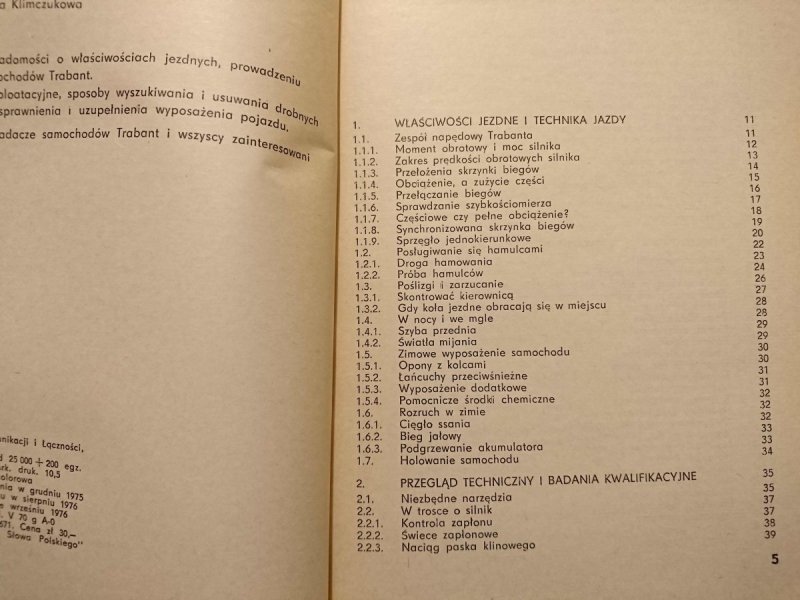 a Klimczukowa
adomości o właściwościach jezdnych, prowadzeniu
ochodów Trabant.
ploatacyjne, sposoby wyszukiwania i usuwania drobnych
sprawnienia i uzupełnienia wyposażenia pojazdu.
adacze samochodów Trabant i wszyscy zainteresowani
nikacji i Łączności,
d 25 000 + 200 egz.
rk. druk. 10,5
olorowa
nia w grudniu 1975
u w sierpniu 1976
e wrześniu 1976
. V 70 g A-0
671. Cena zł 30,—
Słowa Polskiego"
1. WŁAŚCIWOŚCI JEZDNE I TECHNIKA JAZDY 11
1.1. Zespół napędowy Trabanta 11
1.1.1. Moment obrotowy i moc silnika 12
1.1.2. Zakres prędkości obrotowych silnika 13
1.1.3. Przełożenia skrzynki biegów 14
1.1.4. Obciążenie, a zużycie części 15
1.1.5. Przełączanie biegów 16
1.1.6. Sprawdzanie szybkościomierza 17
1.1.7. Częściowe czy pełne obciążenie? 18
1.1.8. Synchronizowana skrzynka biegów 19
1.1.9. Sprzęgło jednokierunkowe 20
1.2. Posługiwanie się hamulcami 22
1.2.1. Droga hamowania 23
1.2.2. Próba hamulców 24
1.3. Poślizgi i zarzucanie 26
1.3.1. Skontrować kierownicą 27
1.3.2. Gdy koła jezdne obracają się w miejscu 28
1.4. W nocy i we mgle 28
1.4.1. Szyba przednia 29
1.4.2. Światła mijania 29
1.5. Zimowe wyposażenie samochodu 30
1.5.1. Opony z kolcami 30
1.5.2. Łańcuchy przeciwśnieżne 31
1.5.3. Wyposażenie dodatkowe 31
1.5.4. Pomocnicze środki chemiczne 32
1.6. Rozruch w zimie 32
1.6.1. Cięgło ssania 32
1.6.2. Bieg jałowy 33
1.6.3. Podgrzewanie akumulatora 33
1.7. Holowanie samochodu 34
2. PRZEGLĄD TECHNICZNY I BADANIA KWALIFIKACYJNE 35
2.1. Niezbędne narzędzia 35
2.2. W trosce o silnik 37
2.2.1. Kontrola zapłonu 37
2.2.2. Świece zapłonowe 38
2.2.3. Naciąg paska klinowego 39
5